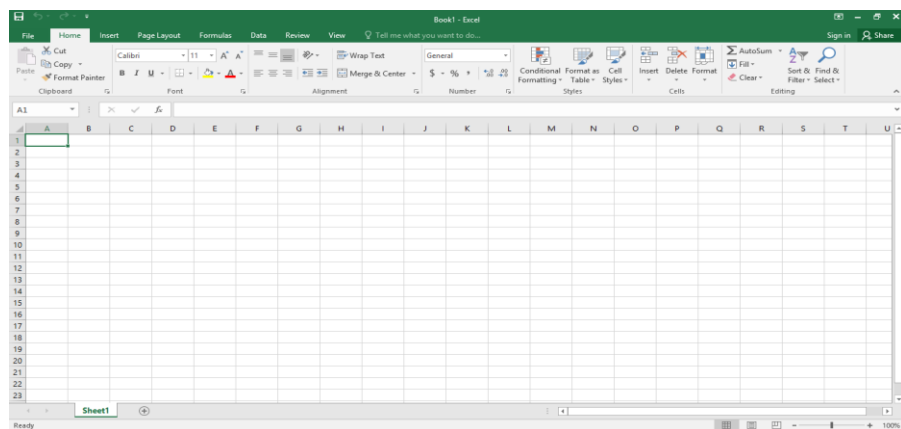 Book1 - Excel
File Home Insert Page Layout Formulas Data Review View Tell me what you want to do... Sign in Share
Paste
Cut
Copy
Format Painter
Clipboard
Calibri 11 A A
B I U A
Font
Wrap Text
Merge & Center
Alignment
General
$ % ,
Number
Conditional Formatting
Format as Table
Cell Styles
Styles
Insert Delete Format
Cells
AutoSum
Fill
Clear
Sort & Filter
Find & Select
Editing
A1 fx
A B C D E F G H I J K L M N O P Q R S T U
1
2
3
4
5
6
7
8
9
10
11
12
13
14
15
16
17
18
19
20
21
22
23
Sheet1
Ready 100%